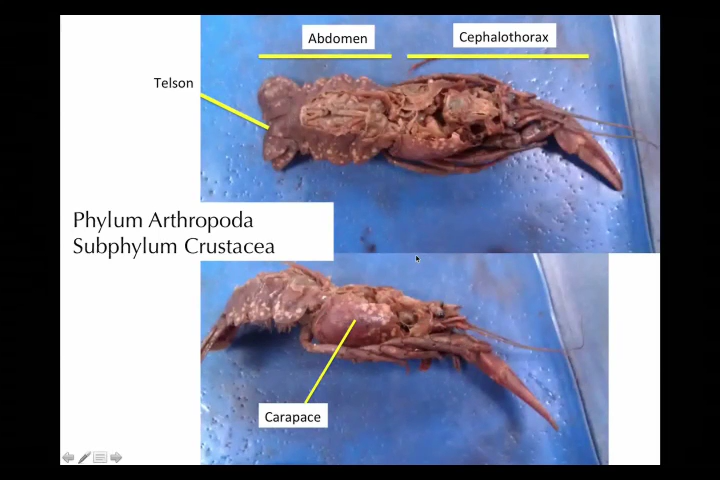 Abdomen
Cephalothorax
Telson
Phylum Arthropoda
Subphylum Crustacea
Carapace